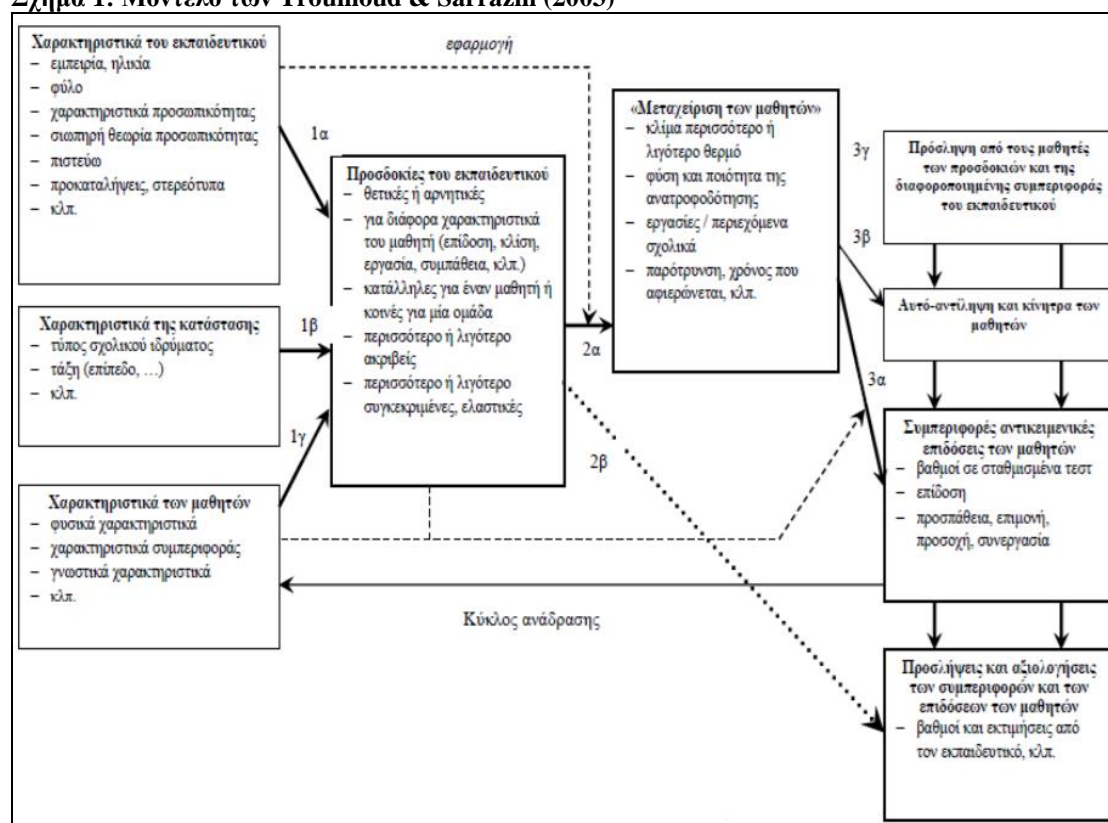 Σχήμα 1: Μοντέλο των Trouilloud & Sarrazin (2003)
Χαρακτηριστικά του εκπαιδευτικού
– εμπειρία, ηλικία
– φύλο
– χαρακτηριστικά προσωπικότητας
– σιωπηρή θεωρία προσωπικότητας
– πιστεύω
– προκαταλήψεις, στερεότυπα
– κλπ.
εφαρμογή
1α
Χαρακτηριστικά της κατάστασης
– τύπος σχολικού ιδρύματος
– τάξη (επίπεδο, …)
– κλπ.
1β
Χαρακτηριστικά των μαθητών
– φυσικά χαρακτηριστικά
– χαρακτηριστικά συμπεριφοράς
– γνωστικά χαρακτηριστικά
– κλπ.
1γ
Προσδοκίες του εκπαιδευτικού
– θετικές ή αρνητικές
– για διάφορα χαρακτηριστικά
του μαθητή (επίδοση, κλίση,
εργασία, συμπάθεια, κλπ.)
– κατάλληλες για έναν μαθητή ή
κοινές για μία ομάδα
– περισσότερο ή λιγότερο
ακριβείς
– περισσότερο ή λιγότερο
συγκεκριμένες, ελαστικές
2α
2β
«Μεταχείριση των μαθητών»
– κλίμα περισσότερο ή
λιγότερο θερμό
– φύση και ποιότητα της
ανατροφοδότησης
– εργασίες / περιεχόμενα
σχολικά
– παρότρυνση, χρόνος που
αφιερώνεται, κλπ.
3γ
3β
3α
Πρόσληψη από τους μαθητές
των προσδοκιών και της
διαφοροποιημένης συμπεριφοράς
του εκπαιδευτικού
Αυτό-αντίληψη και κίνητρα των
μαθητών
Συμπεριφορές αντικειμενικές
επιδόσεις των μαθητών
– βαθμοί σε σταθμισμένα τεστ
– επίδοση
– προσπάθεια, επιμονή,
προσοχή, συνεργασία
Κύκλος ανάδρασης
Προσλήψεις και αξιολογήσεις
των συμπεριφορών και των
επιδόσεων των μαθητών
– βαθμοί και εκτιμήσεις από
τον εκπαιδευτικό, κλπ.